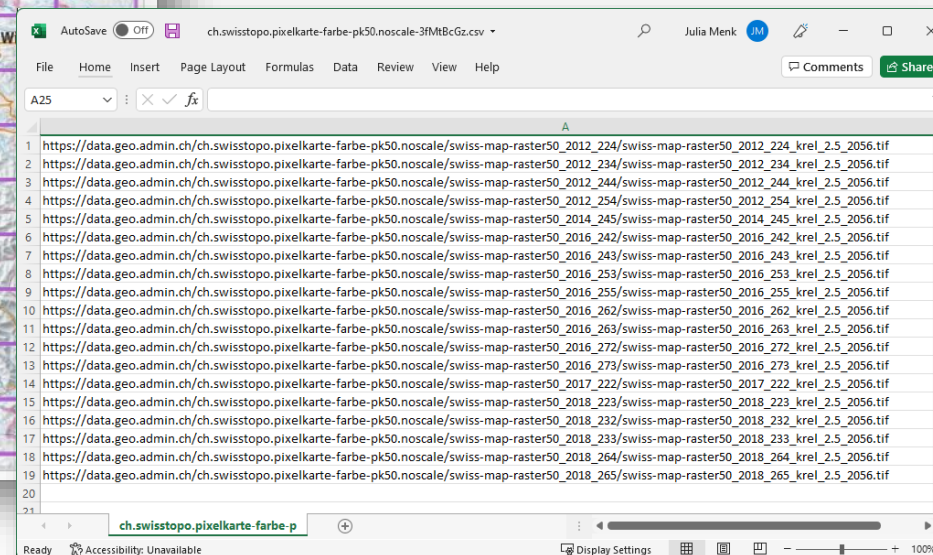 W
AutoSave Off ch.swisstopo.pixelkarte-farbe-pk50.noscale-3fMtBcGz.csv Julia Menk JM
File Home Insert Page Layout Formulas Data Review View Help Comments Share
A25 fx
A
1 https://data.geo.admin.ch/ch.swisstopo.pixelkarte-farbe-pk50.noscale/swiss-map-raster50_2012_224/swiss-map-raster50_2012_224_krel_2.5_2056.tif
2 https://data.geo.admin.ch/ch.swisstopo.pixelkarte-farbe-pk50.noscale/swiss-map-raster50_2012_234/swiss-map-raster50_2012_234_krel_2.5_2056.tif
3 https://data.geo.admin.ch/ch.swisstopo.pixelkarte-farbe-pk50.noscale/swiss-map-raster50_2012_244/swiss-map-raster50_2012_244_krel_2.5_2056.tif
4 https://data.geo.admin.ch/ch.swisstopo.pixelkarte-farbe-pk50.noscale/swiss-map-raster50_2012_254/swiss-map-raster50_2012_254_krel_2.5_2056.tif
5 https://data.geo.admin.ch/ch.swisstopo.pixelkarte-farbe-pk50.noscale/swiss-map-raster50_2014_245/swiss-map-raster50_2014_245_krel_2.5_2056.tif
6 https://data.geo.admin.ch/ch.swisstopo.pixelkarte-farbe-pk50.noscale/swiss-map-raster50_2016_242/swiss-map-raster50_2016_242_krel_2.5_2056.tif
7 https://data.geo.admin.ch/ch.swisstopo.pixelkarte-farbe-pk50.noscale/swiss-map-raster50_2016_243/swiss-map-raster50_2016_243_krel_2.5_2056.tif
8 https://data.geo.admin.ch/ch.swisstopo.pixelkarte-farbe-pk50.noscale/swiss-map-raster50_2016_253/swiss-map-raster50_2016_253_krel_2.5_2056.tif
9 https://data.geo.admin.ch/ch.swisstopo.pixelkarte-farbe-pk50.noscale/swiss-map-raster50_2016_255/swiss-map-raster50_2016_255_krel_2.5_2056.tif
10 https://data.geo.admin.ch/ch.swisstopo.pixelkarte-farbe-pk50.noscale/swiss-map-raster50_2016_262/swiss-map-raster50_2016_262_krel_2.5_2056.tif
11 https://data.geo.admin.ch/ch.swisstopo.pixelkarte-farbe-pk50.noscale/swiss-map-raster50_2016_263/swiss-map-raster50_2016_263_krel_2.5_2056.tif
12 https://data.geo.admin.ch/ch.swisstopo.pixelkarte-farbe-pk50.noscale/swiss-map-raster50_2016_272/swiss-map-raster50_2016_272_krel_2.5_2056.tif
13 https://data.geo.admin.ch/ch.swisstopo.pixelkarte-farbe-pk50.noscale/swiss-map-raster50_2016_273/swiss-map-raster50_2016_273_krel_2.5_2056.tif
14 https://data.geo.admin.ch/ch.swisstopo.pixelkarte-farbe-pk50.noscale/swiss-map-raster50_2017_222/swiss-map-raster50_2017_222_krel_2.5_2056.tif
15 https://data.geo.admin.ch/ch.swisstopo.pixelkarte-farbe-pk50.noscale/swiss-map-raster50_2018_223/swiss-map-raster50_2018_223_krel_2.5_2056.tif
16 https://data.geo.admin.ch/ch.swisstopo.pixelkarte-farbe-pk50.noscale/swiss-map-raster50_2018_232/swiss-map-raster50_2018_232_krel_2.5_2056.tif
17 https://data.geo.admin.ch/ch.swisstopo.pixelkarte-farbe-pk50.noscale/swiss-map-raster50_2018_233/swiss-map-raster50_2018_233_krel_2.5_2056.tif
18 https://data.geo.admin.ch/ch.swisstopo.pixelkarte-farbe-pk50.noscale/swiss-map-raster50_2018_264/swiss-map-raster50_2018_264_krel_2.5_2056.tif
19 https://data.geo.admin.ch/ch.swisstopo.pixelkarte-farbe-pk50.noscale/swiss-map-raster50_2018_265/swiss-map-raster50_2018_265_krel_2.5_2056.tif
20
21
ch.swisstopo.pixelkarte-farbe-p
Ready Accessibility: Unavailable Display Settings 100%